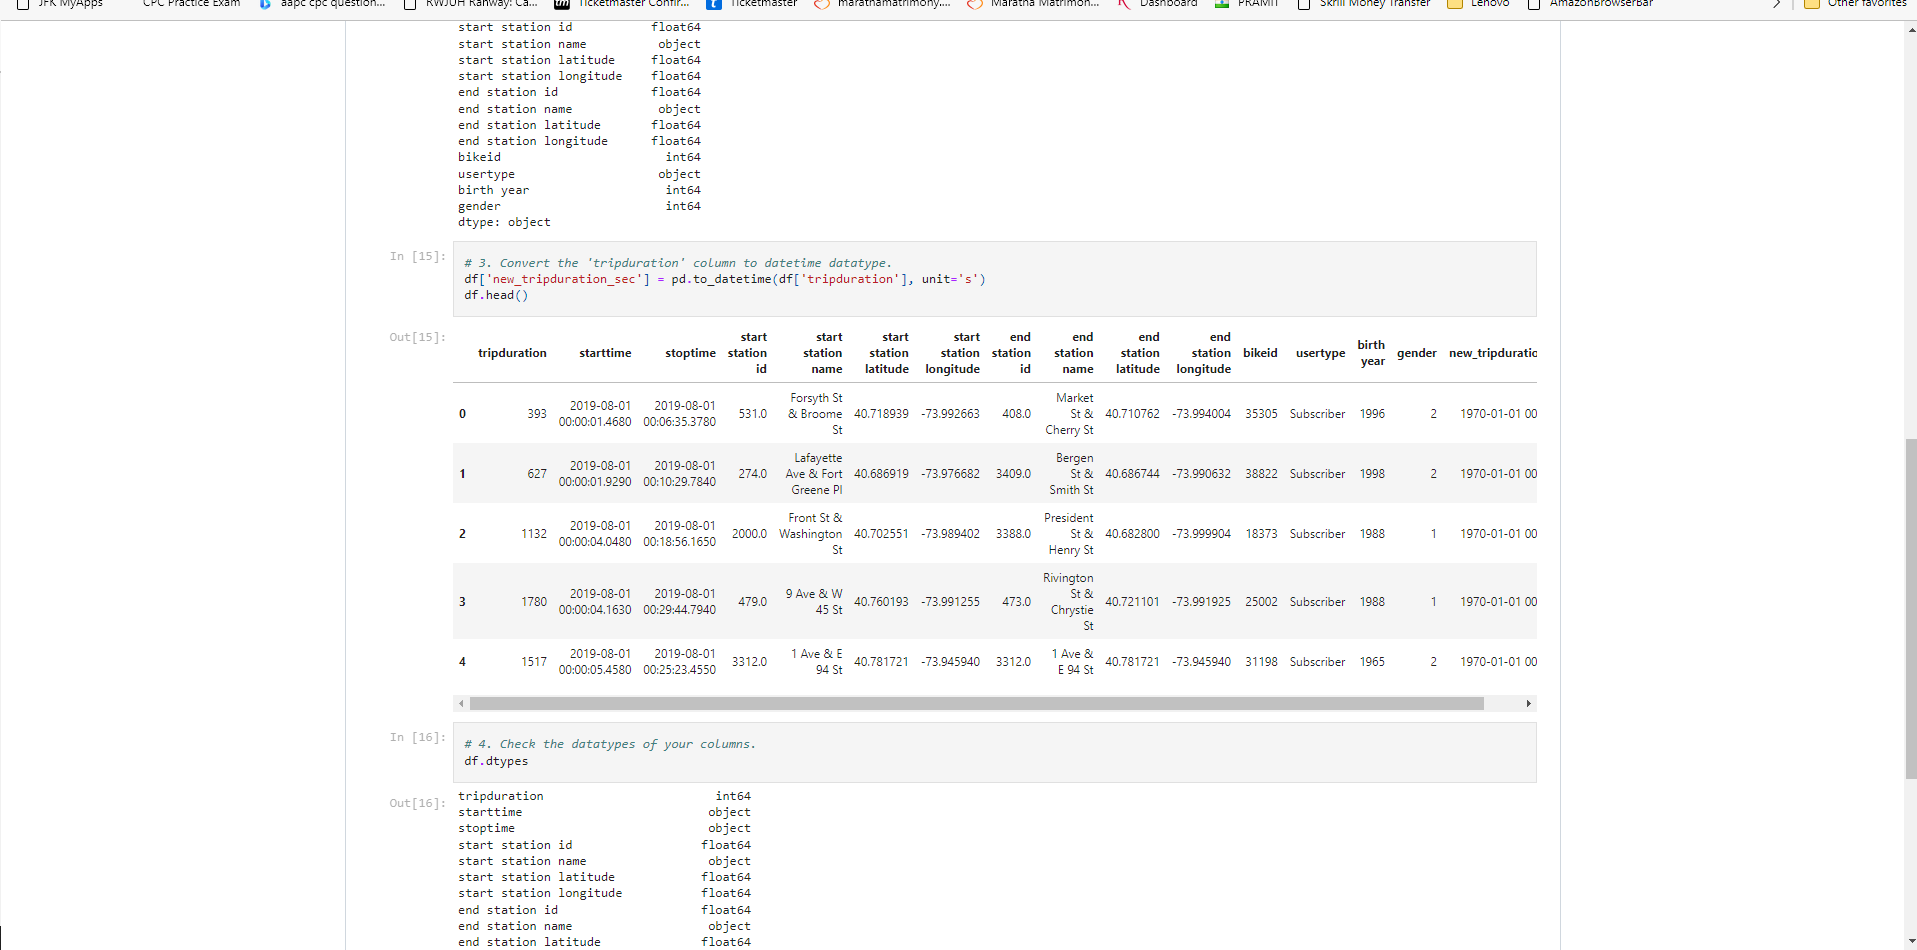 JFK MyApps CPC Practice Exam aapc cpc question... RWJUH Rahway: Ca... Ticketmaster Confir... Ticketmaster marathamatrimony.... Maratha Matrimon... Dashboard PRAMIT Skrill Money Transfer Lenovo AmazonBrowserBar Other favorites
start station id float64
start station name object
start station latitude float64
start station longitude float64
end station id float64
end station name object
end station latitude float64
end station longitude float64
bikeid int64
usertype object
birth year int64
gender int64
dtype: object
In [15]:
# 3. Convert the 'tripduration' column to datetime datatype.
df['new_tripduration_sec'] = pd.to_datetime(df['tripduration'], unit='s')
df.head()
Out[15]:
start start start start end end end end
tripduration starttime stoptime station station station station station station station station bikeid usertype birth gender new_tripduratio
id name latitude longitude id name latitude longitude year
Forsyth St Market
0 393 2019-08-01 2019-08-01 531.0 & Broome 40.718939 -73.992663 408.0 St & 40.710762 -73.994004 35305 Subscriber 1996 2 1970-01-01 00
00:00:01.4680 00:06:35.3780 St Cherry St
Lafayette Bergen
1 627 2019-08-01 2019-08-01 274.0 Ave & Fort 40.686919 -73.976682 3409.0 St & 40.686744 -73.990632 38822 Subscriber 1998 2 1970-01-01 00
00:00:01.9290 00:10:29.7840 Greene Pl Smith St
Front St & President
2 1132 2019-08-01 2019-08-01 2000.0 Washington 40.702551 -73.989402 3388.0 St & 40.682800 -73.999904 18373 Subscriber 1988 1 1970-01-01 00
00:00:04.0480 00:18:56.1650 St Henry St
Rivington
3 1780 2019-08-01 2019-08-01 479.0 9 Ave & W 40.760193 -73.991255 473.0 St & 40.721101 -73.991925 25002 Subscriber 1988 1 1970-01-01 00
00:00:04.1630 00:29:44.7940 45 St Chrystie
St
4 1517 2019-08-01 2019-08-01 3312.0 1 Ave & E 40.781721 -73.945940 3312.0 1 Ave & 40.781721 -73.945940 31198 Subscriber 1965 2 1970-01-01 00
00:00:05.4580 00:25:23.4550 94 St E 94 St
In [16]:
# 4. Check the datatypes of your columns.
df.dtypes
Out[16]:
tripduration int64
starttime object
stoptime object
start station id float64
start station name object
start station latitude float64
start station longitude float64
end station id float64
end station name object
end station latitude float64